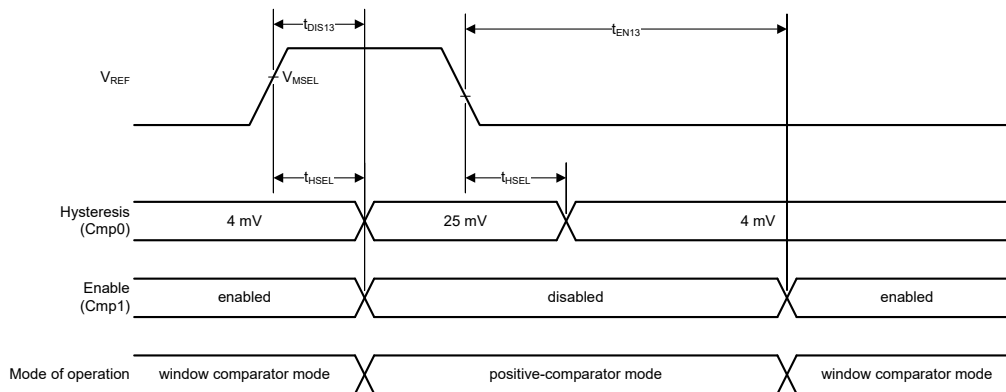 tDIS13
tEN13
VREF
VMSEL
tHSEL
tHSEL
Hysteresis
(Cmp0)
4 mV
25 mV
4 mV
Enable
(Cmp1)
enabled
disabled
enabled
Mode of operation
window comparator mode
positive-comparator mode
window comparator mode